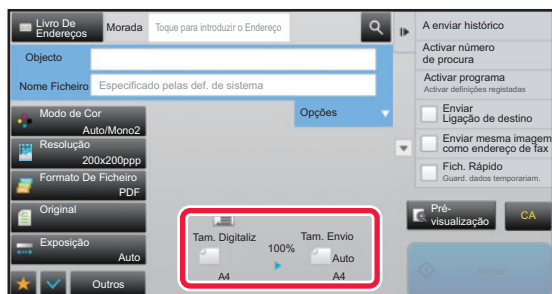 Livro De
Endereços
Morada
Toque para introduzir o Endereço
Objecto
Nome Ficheiro
Especificado pelas def. de sistema
Opções
Modo de Cor
Auto/Mono2
Resolução
200x200ppp
Formato De Ficheiro
PDF
Original
Exposição
Auto
Outros
Tam. Digitaliz
A4
100%
Tam. Envio
Auto
A4
A enviar histórico
Activar número
de procura
Activar programa
Activar definições registadas
Enviar
Ligação de destino
Enviar mesma imagem
como endereço de fax
Fich. Rápido
Guard. dados temporariam.
Pré-
visualização
CA